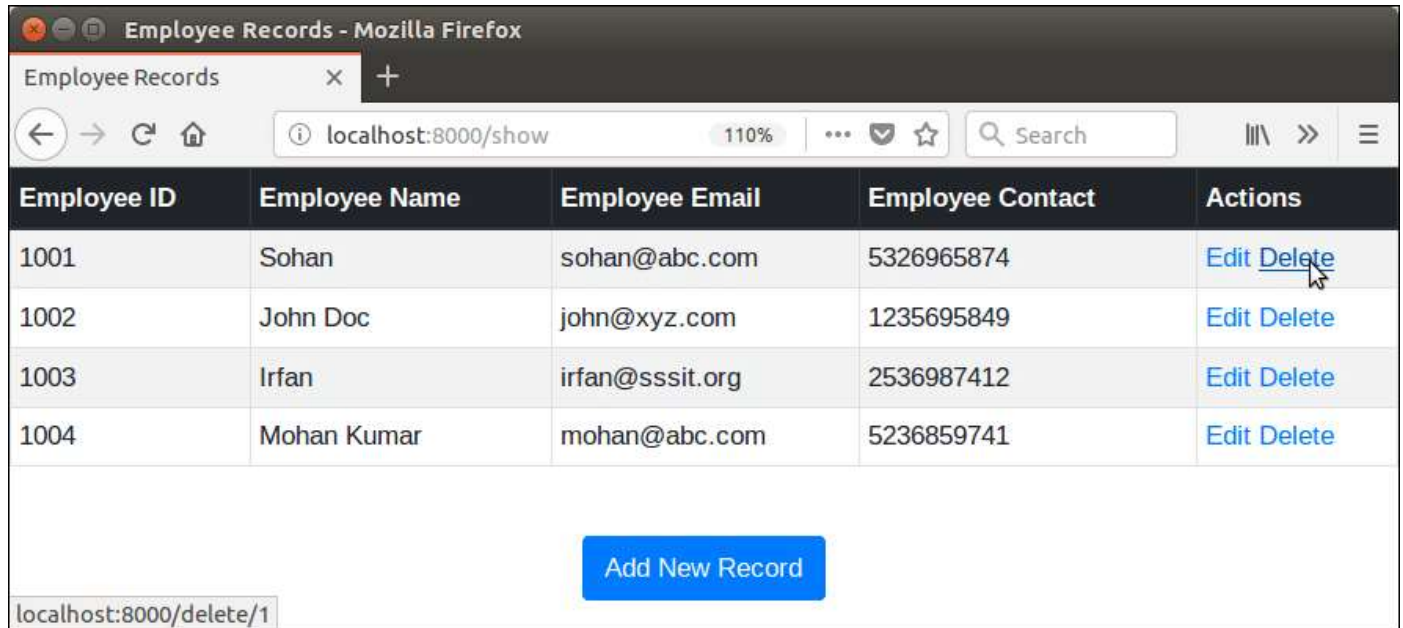 Employee Records - Mozilla Firefox
Employee Records
localhost:8000/show 110% Search
Employee ID Employee Name Employee Email Employee Contact Actions
1001 Sohan sohan@abc.com 5326965874 Edit Delete
1002 John Doc john@xyz.com 1235695849 Edit Delete
1003 Irfan irfan@sssit.org 2536987412 Edit Delete
1004 Mohan Kumar mohan@abc.com 5236859741 Edit Delete
Add New Record
localhost:8000/delete/1